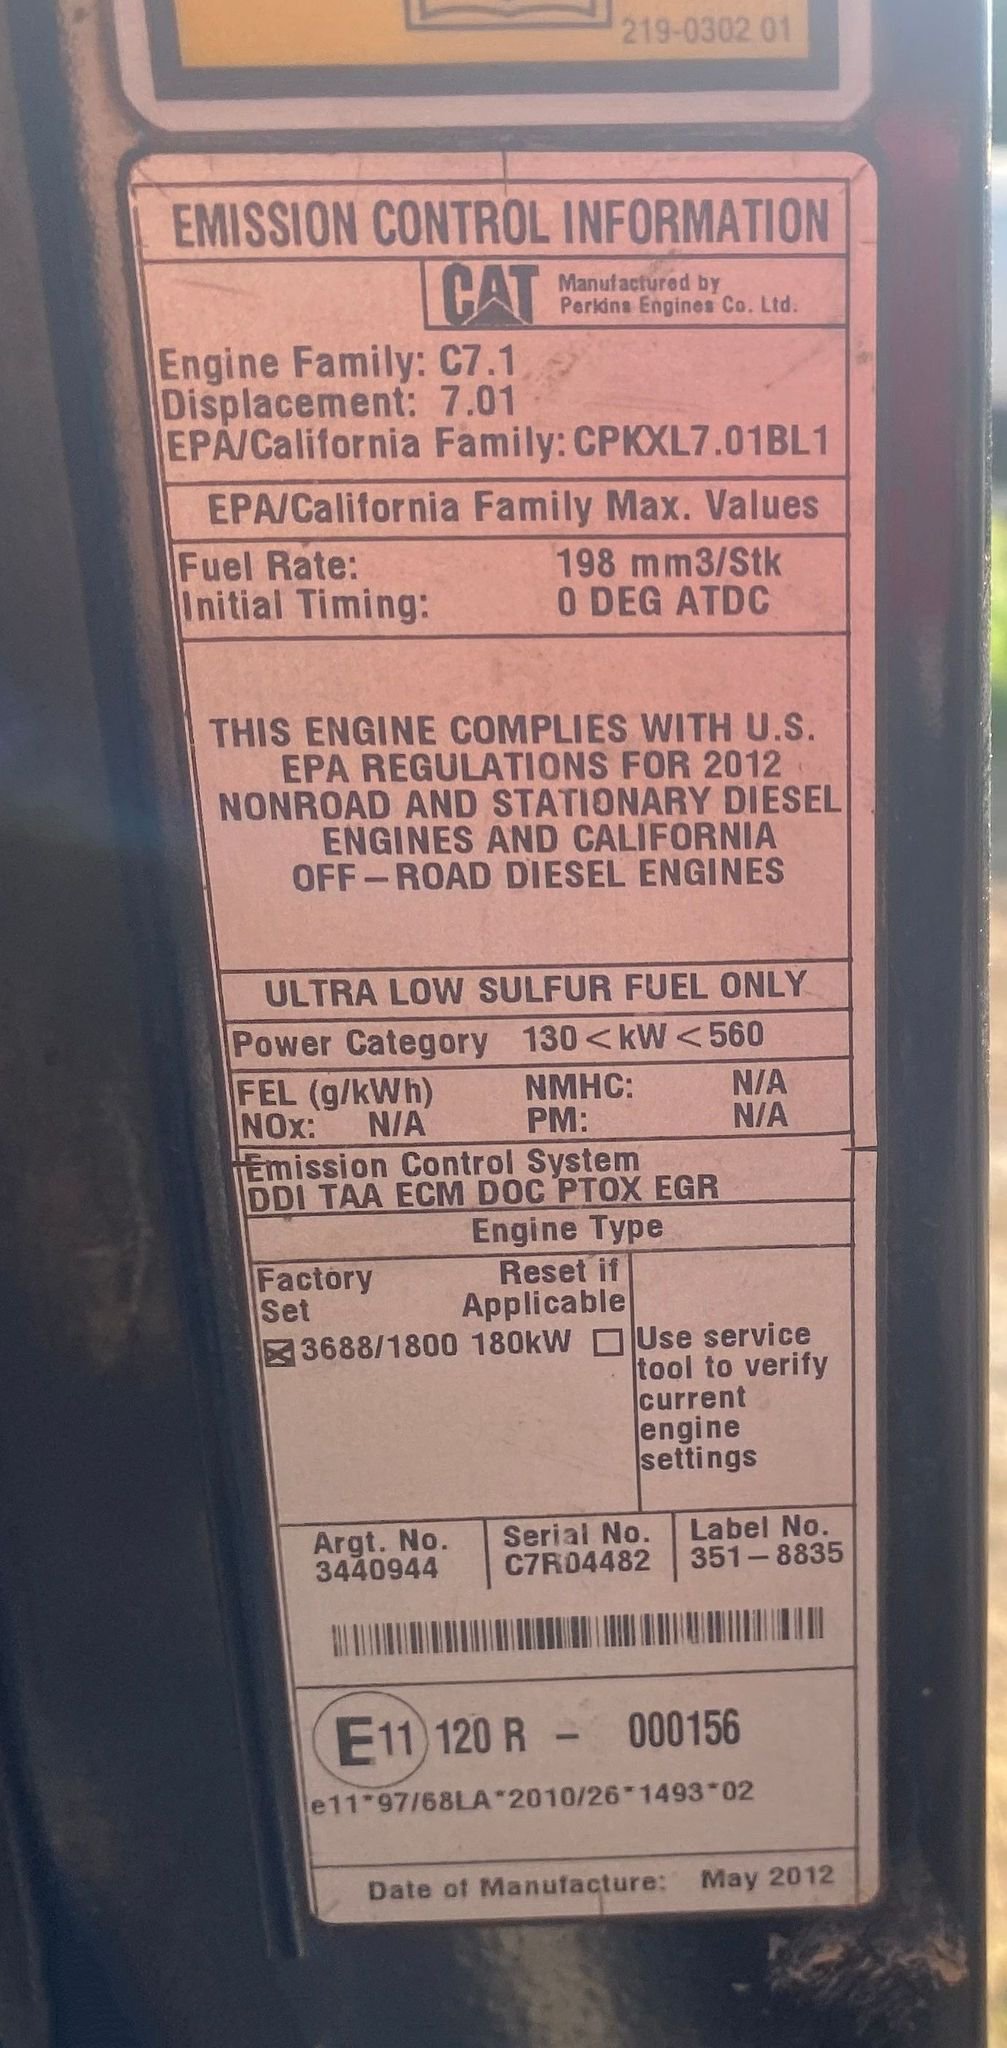 219-0302 01
EMISSION CONTROL INFORMATION
CAT Manufactured by
Perkins Engines Co. Ltd.
Engine Family: C7.1
Displacement: 7.01
EPA/California Family: CPKXL7.01BL1
EPA/California Family Max. Values
Fuel Rate: 198 mm3/Stk
Initial Timing: 0 DEG ATDC
THIS ENGINE COMPLIES WITH U.S.
EPA REGULATIONS FOR 2012
NONROAD AND STATIONARY DIESEL
ENGINES AND CALIFORNIA
OFF-ROAD DIESEL ENGINES
ULTRA LOW SULFUR FUEL ONLY
Power Category 130<kW<560
FEL (g/kWh) NMHC: N/A
NOx: N/A PM: N/A
Emission Control System
DDI TAA ECM DOC PTOX EGR
Engine Type
Factory Reset if
Set Applicable
3688/1800 180kW
Use service
tool to verify
current
engine
settings
Argt. No. Serial No. Label No.
3440944 C7R04482 351-8835
E11 120 R - 000156
e11*97/68LA*2010/26*1493*02
Date of Manufacture: May 2012